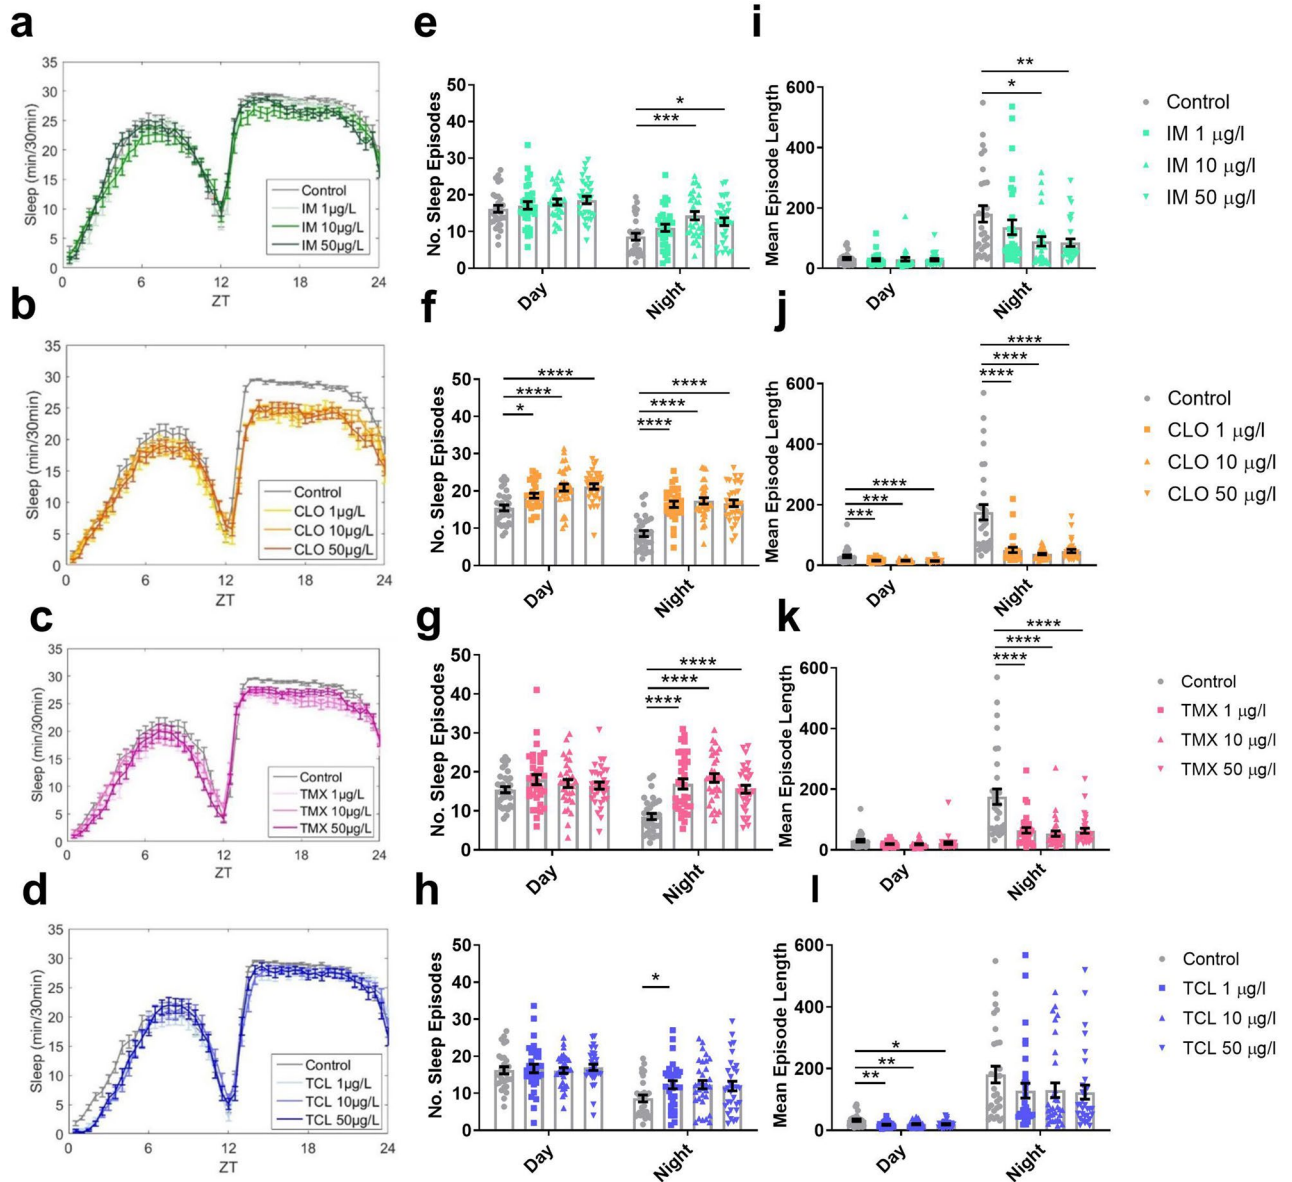 a
35
30
25
20
15
10
5
0
Sleep (min/30min)
Control
IM 1µg/L
IM 10µg/L
IM 50µg/L
0 6 12 18 24
ZT
e
50
40
30
20
10
0
No. Sleep Episodes
*
***
Day Night
i
600
400
200
0
Mean Episode Length
**
*
Day Night
Control
IM 1 µg/l
IM 10 µg/l
IM 50 µg/l
b
35
30
25
20
15
10
5
0
Sleep (min/30min)
Control
CLO 1µg/L
CLO 10µg/L
CLO 50µg/L
0 6 12 18 24
ZT
f
50
40
30
20
10
0
No. Sleep Episodes
****
****
*
****
****
****
Day Night
j
600
400
200
0
Mean Episode Length
****
***
***
****
****
****
Day Night
Control
CLO 1 µg/l
CLO 10 µg/l
CLO 50 µg/l
c
35
30
25
20
15
10
5
0
Sleep (min/30min)
Control
TMX 1µg/L
TMX 10µg/L
TMX 50µg/L
0 6 12 18 24
ZT
g
50
40
30
20
10
0
No. Sleep Episodes
****
****
****
Day Night
k
600
400
200
0
Mean Episode Length
****
****
****
Day Night
Control
TMX 1 µg/l
TMX 10 µg/l
TMX 50 µg/l
d
35
30
25
20
15
10
5
0
Sleep (min/30min)
Control
TCL 1µg/L
TCL 10µg/L
TCL 50µg/L
0 6 12 18 24
ZT
h
50
40
30
20
10
0
No. Sleep Episodes
*
Day Night
l
600
400
200
0
Mean Episode Length
*
**
**
Day Night
Control
TCL 1 µg/l
TCL 10 µg/l
TCL 50 µg/l